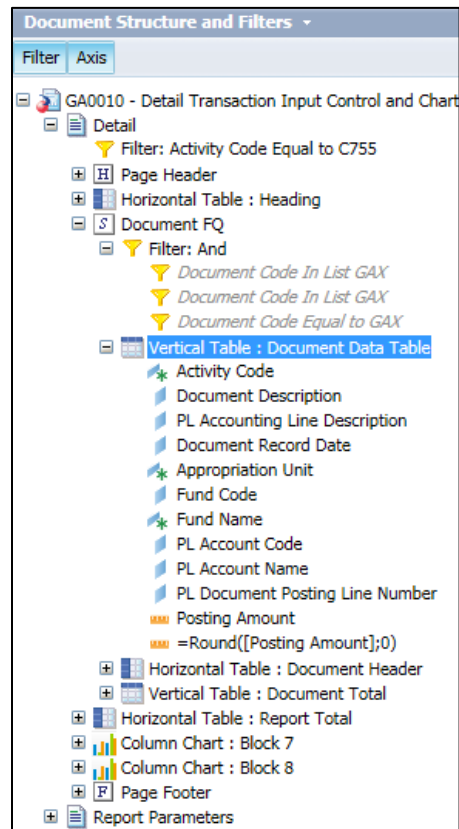 Document Structure and Filters
Filter Axis
GA0010 - Detail Transaction Input Control and Chart
Detail
Filter: Activity Code Equal to C755
H Page Header
Horizontal Table : Heading
S Document FQ
Filter: And
Document Code In List GAX
Document Code In List GAX
Document Code Equal to GAX
Vertical Table : Document Data Table
Activity Code
Document Description
PL Accounting Line Description
Document Record Date
Appropriation Unit
Fund Code
Fund Name
PL Account Code
PL Account Name
PL Document Posting Line Number
Posting Amount
=Round([Posting Amount];0)
Horizontal Table : Document Header
Vertical Table : Document Total
Horizontal Table : Report Total
Column Chart : Block 7
Column Chart : Block 8
F Page Footer
Report Parameters